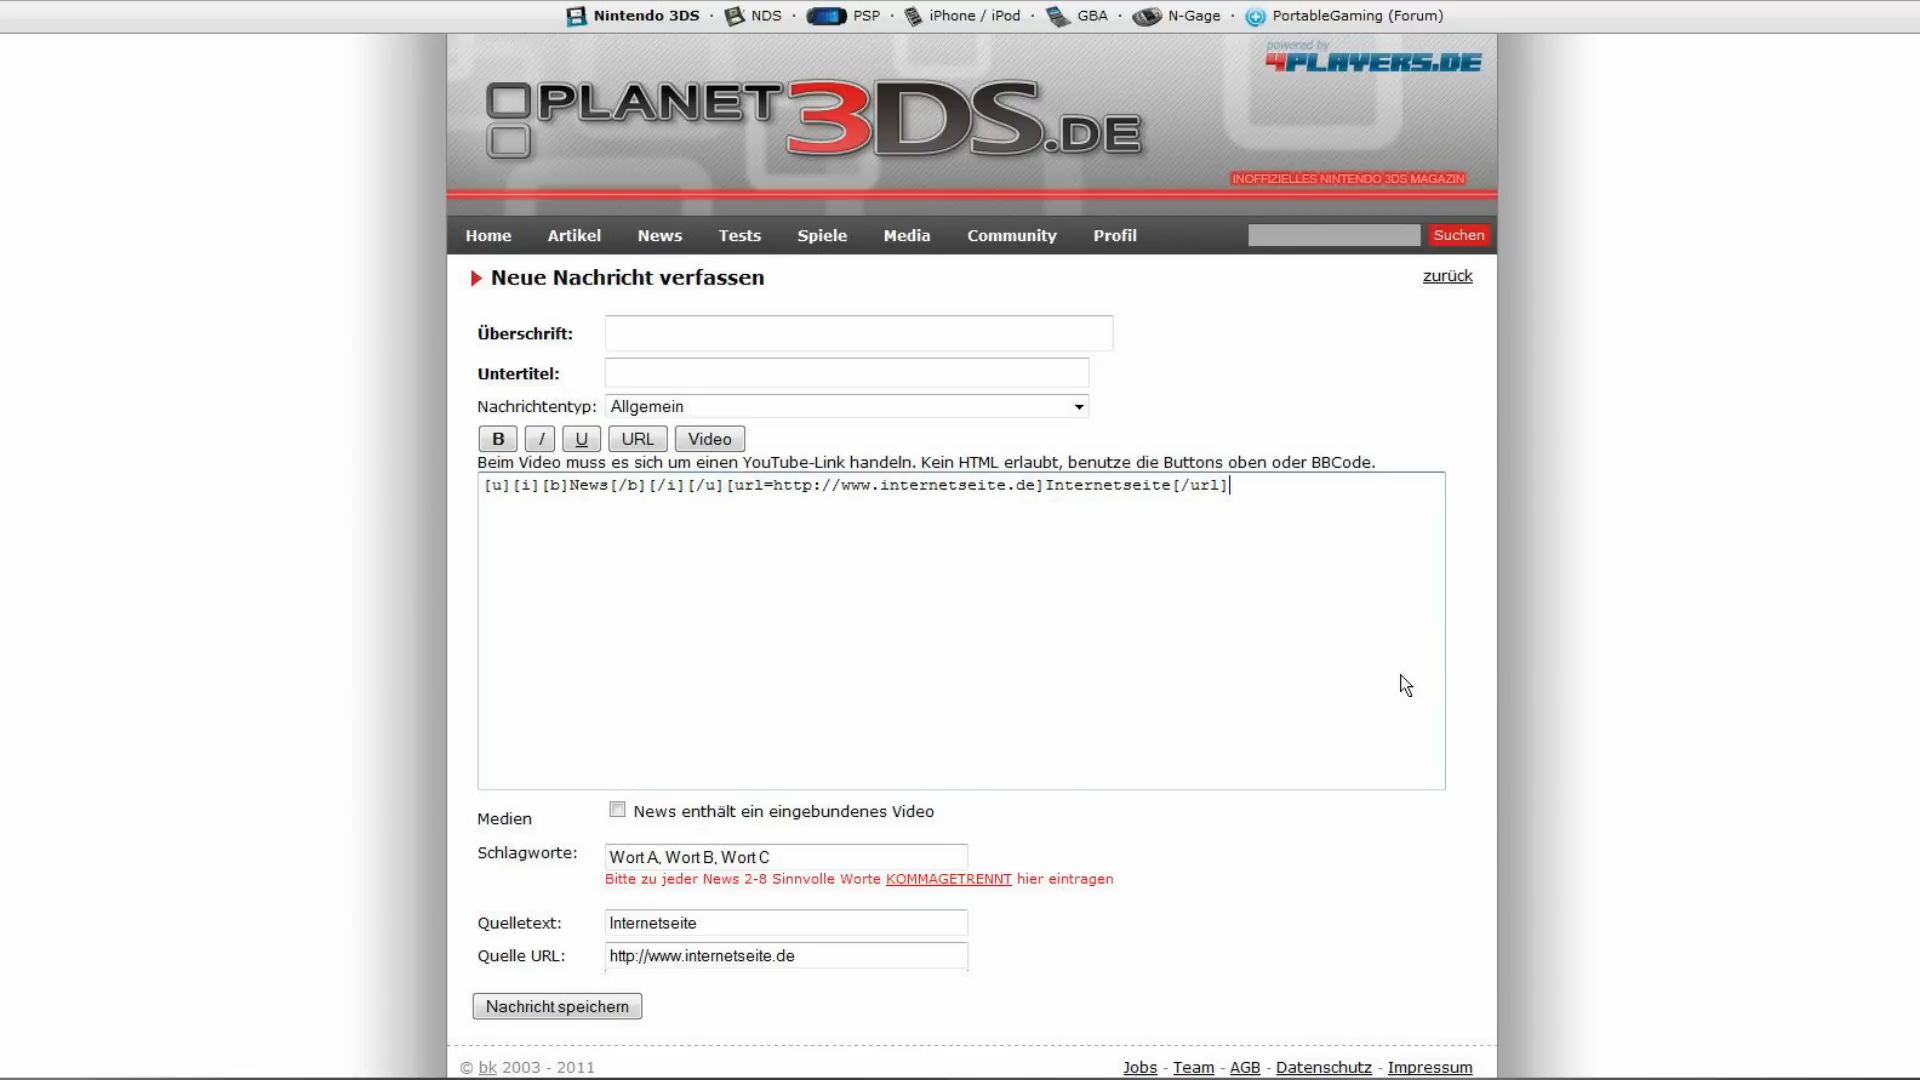 Nintendo 3DS · NDS · PSP · iPhone / iPod · GBA · N-Gage · PortableGaming (Forum)
powered by
4PLAYERS.DE
PLANET3DS.DE
INOFFIZIELLES NINTENDO 3DS MAGAZIN
Home Artikel News Tests Spiele Media Community Profil Suchen
Neue Nachricht verfassen zurück
Überschrift:
Untertitel:
Nachrichtentyp: Allgemein
B I U URL Video
Beim Video muss es sich um einen YouTube-Link handeln. Kein HTML erlaubt, benutze die Buttons oben oder BBCode.
[u][i][b]News[/b][/i][/u][url=http://www.internetseite.de]Internetseite[/url]
Medien News enthält ein eingebundenes Video
Schlagworte: Wort A, Wort B, Wort C
Bitte zu jeder News 2-8 Sinnvolle Worte KOMMAGETRENNT hier eintragen
Quelletext: Internetseite
Quelle URL: http://www.internetseite.de
Nachricht speichern
© bk 2003 - 2011 Jobs - Team - AGB - Datenschutz - Impressum